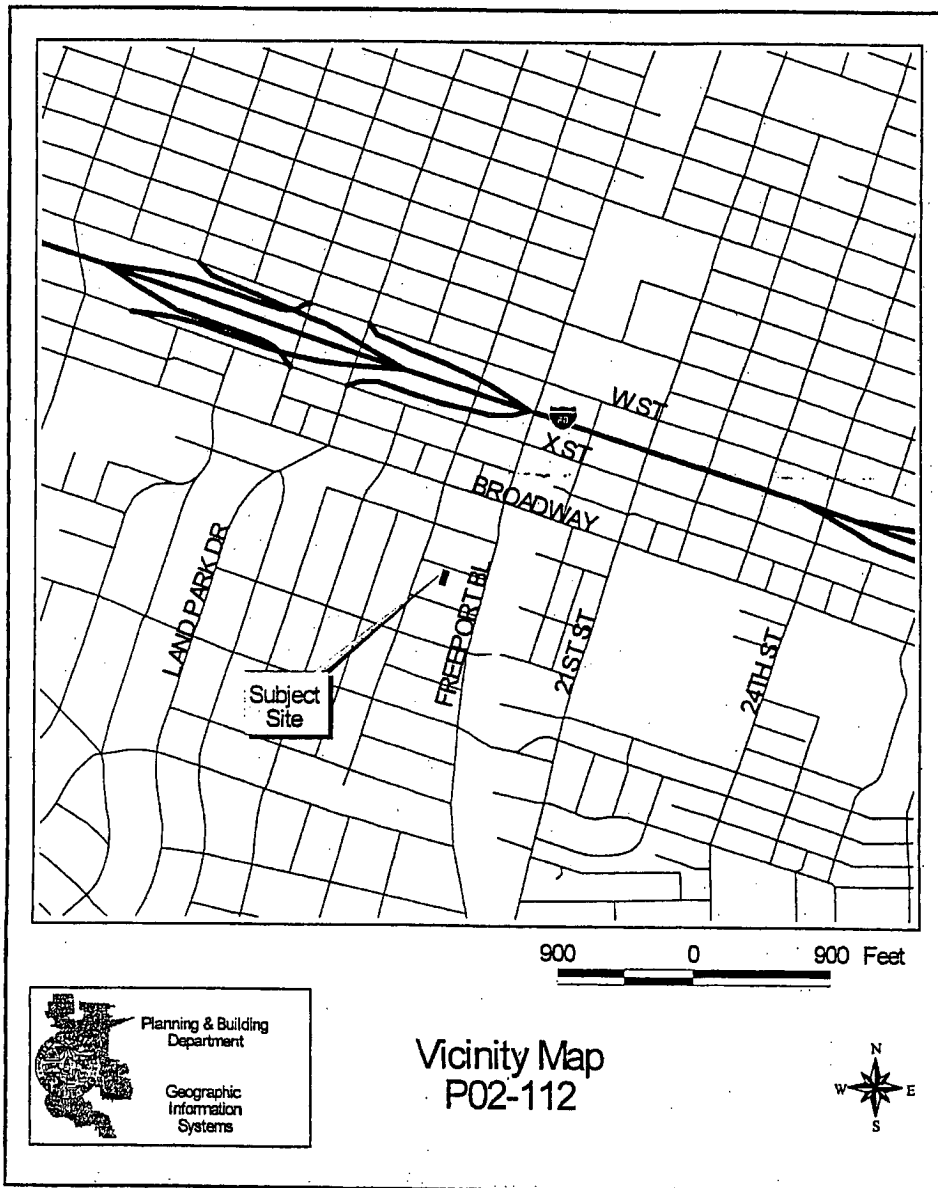 W ST
X ST
BROADWAY
LAND PARK DR
FREEPORT BL
21ST ST
24TH ST
Subject
Site
900 0 900 Feet
Planning & Building
Department
Geographic
Information
Systems
Vicinity Map
P02-112
N
W E
S